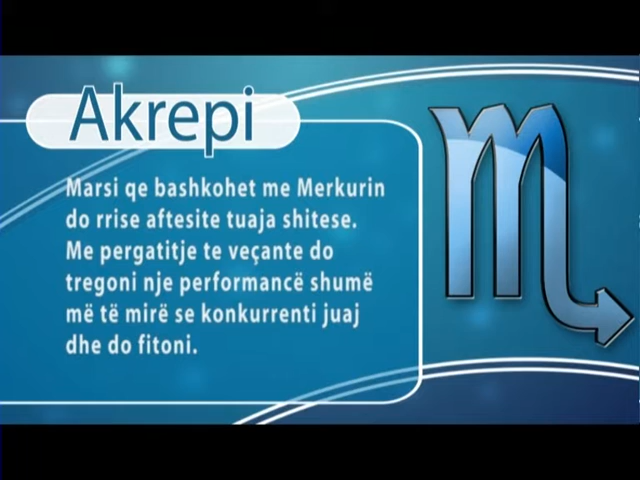 Akrepi
Marsi qe bashkohet me Merkurin
do rrise aftesite tuaja shitese.
Me pergatitje te veçante do
tregoni nje performancë shumë
më të mirë se konkurrenti juaj
dhe do fitoni.